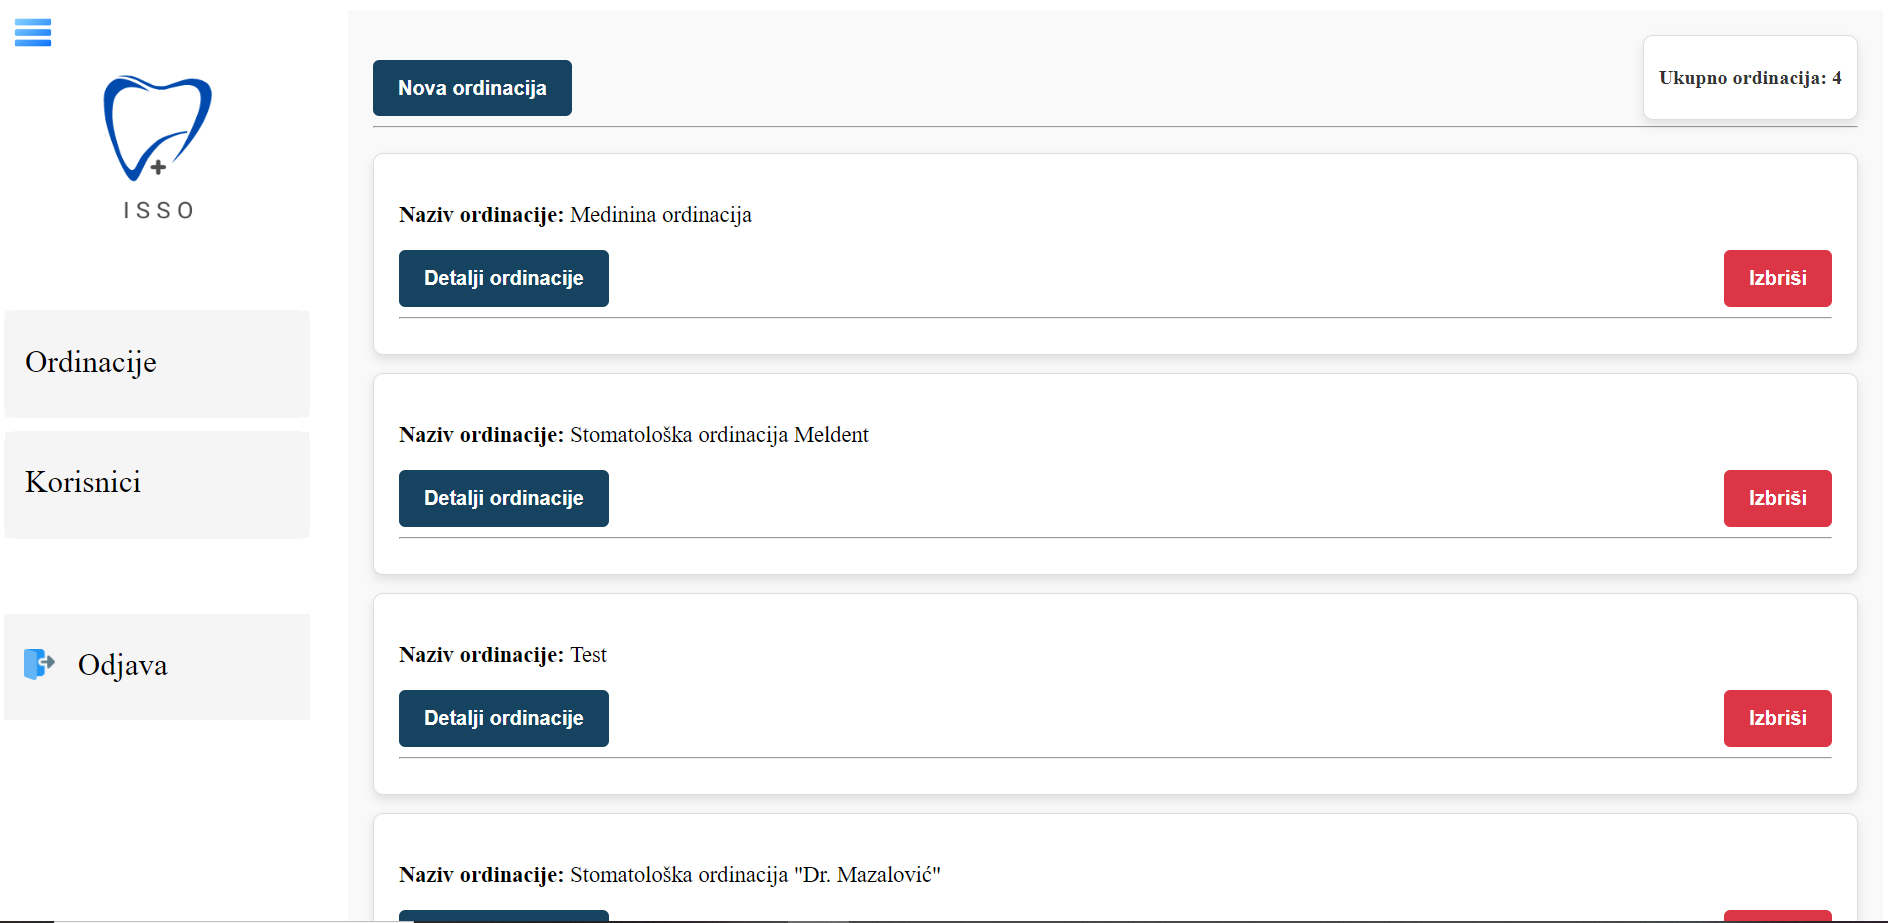 ISSO
Ordinacije
Korisnici
Odjava
Nova ordinacija
Ukupno ordinacija: 4
Naziv ordinacije: Medinina ordinacija
Detalji ordinacije
Izbriši
Naziv ordinacije: Stomatološka ordinacija Meldent
Detalji ordinacije
Izbriši
Naziv ordinacije: Test
Detalji ordinacije
Izbriši
Naziv ordinacije: Stomatološka ordinacija "Dr. Mazalović"